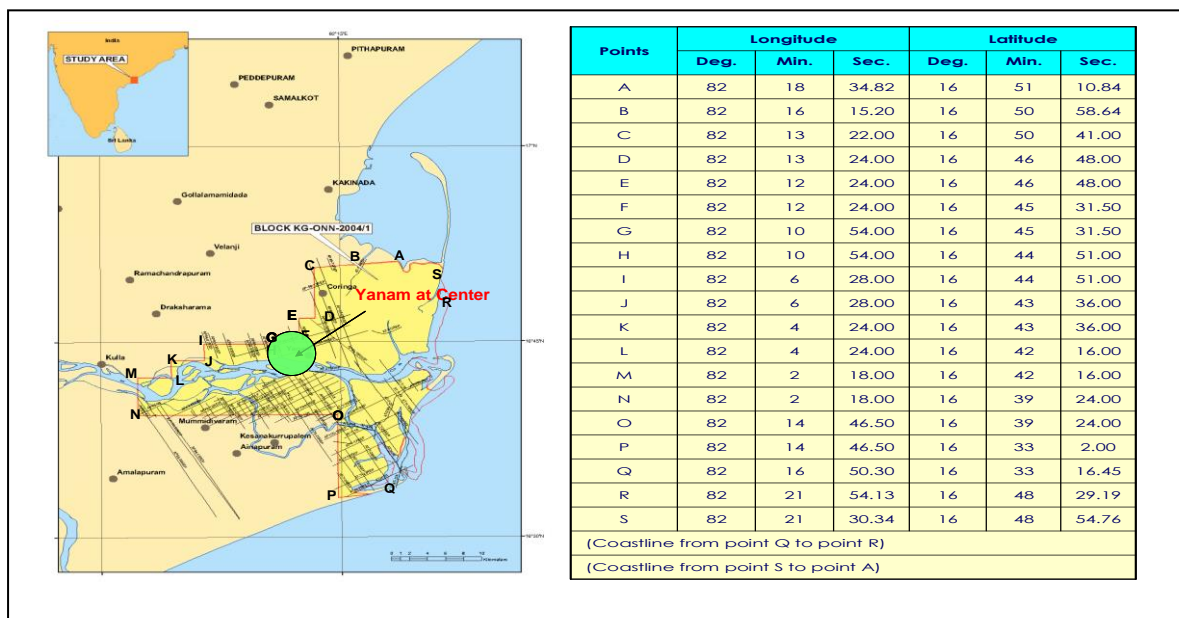 India
STUDY AREA
Sri Lanka
PITHAPURAM
PEDDEPURAM
SAMALKOT
17°N
KAKINADA
Gollalamamidada
BLOCK KG-ONN-2004/1
Velanji
B
A
C
S
Ramachandrapuram
Coringa
Yanam at Center
R
Draksharama
E
D
F
G
I
16°45'N
Kulla
K
J
M
L
N
O
Mummidiveram
Kesanakurrupalem
Ainapuram
Amalapuram
P
Q
16°30'N
Points Longitude Latitude
Deg. Min. Sec. Deg. Min. Sec.
A 82 18 34.82 16 51 10.84
B 82 16 15.20 16 50 58.64
C 82 13 22.00 16 50 41.00
D 82 13 24.00 16 46 48.00
E 82 12 24.00 16 46 48.00
F 82 12 24.00 16 45 31.50
G 82 10 54.00 16 45 31.50
H 82 10 54.00 16 44 51.00
I 82 6 28.00 16 44 51.00
J 82 6 28.00 16 43 36.00
K 82 4 24.00 16 43 36.00
L 82 4 24.00 16 42 16.00
M 82 2 18.00 16 42 16.00
N 82 2 18.00 16 39 24.00
O 82 14 46.50 16 39 24.00
P 82 14 46.50 16 33 2.00
Q 82 16 50.30 16 33 16.45
R 82 21 54.13 16 48 29.19
S 82 21 30.34 16 48 54.76
(Coastline from point Q to point R)
(Coastline from point S to point A)